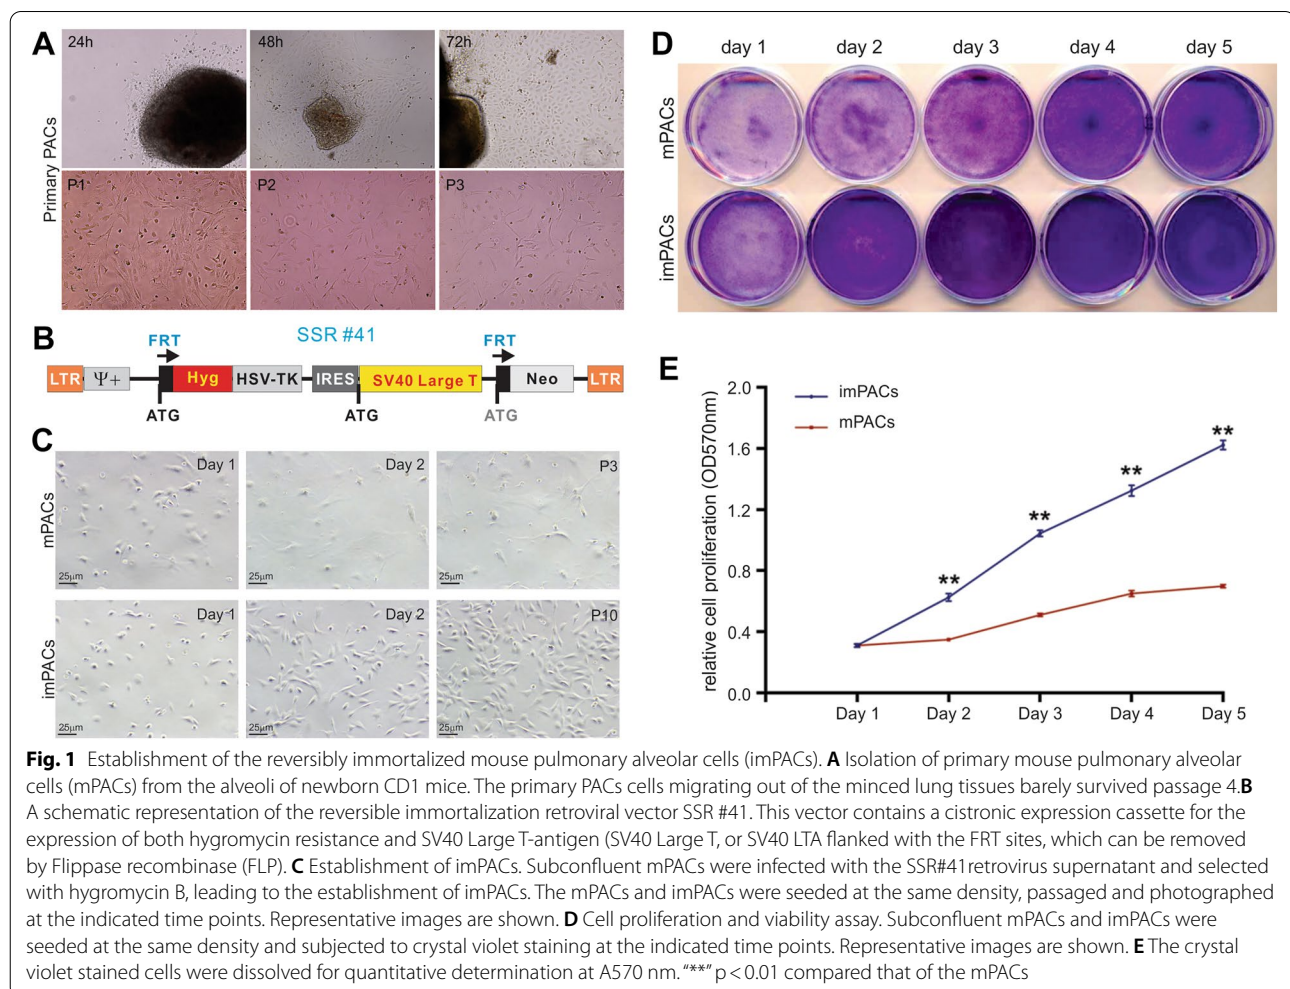 A
24h
48h
72h
Primary PACs
P1
P2
P3
B
SSR #41
FRT
FRT
LTR
Ψ+
Hyg
HSV-TK
IRES
SV40 Large T
Neo
LTR
ATG
ATG
ATG
C
mPACs
Day 1
Day 2
P3
25μm
25μm
25μm
imPACs
Day 1
Day 2
P10
25μm
25μm
25μm
D
day 1
day 2
day 3
day 4
day 5
mPACs
imPACs
E
relative cell proliferation (OD570nm)
2.0
1.6
1.2
0.8
0.4
0.0
imPACs
mPACs
**
**
**
**
Day 1
Day 2
Day 3
Day 4
Day 5
Fig. 1 Establishment of the reversibly immortalized mouse pulmonary alveolar cells (imPACs). A Isolation of primary mouse pulmonary alveolar
cells (mPACs) from the alveoli of newborn CD1 mice. The primary PACs cells migrating out of the minced lung tissues barely survived passage 4.B
A schematic representation of the reversible immortalization retroviral vector SSR #41. This vector contains a cistronic expression cassette for the
expression of both hygromycin resistance and SV40 Large T-antigen (SV40 Large T, or SV40 LTA flanked with the FRT sites, which can be removed
by Flippase recombinase (FLP). C Establishment of imPACs. Subconfluent mPACs were infected with the SSR#41retrovirus supernatant and selected
with hygromycin B, leading to the establishment of imPACs. The mPACs and imPACs were seeded at the same density, passaged and photographed
at the indicated time points. Representative images are shown. D Cell proliferation and viability assay. Subconfluent mPACs and imPACs were
seeded at the same density and subjected to crystal violet staining at the indicated time points. Representative images are shown. E The crystal
violet stained cells were dissolved for quantitative determination at A570 nm. “**” p < 0.01 compared that of the mPACs